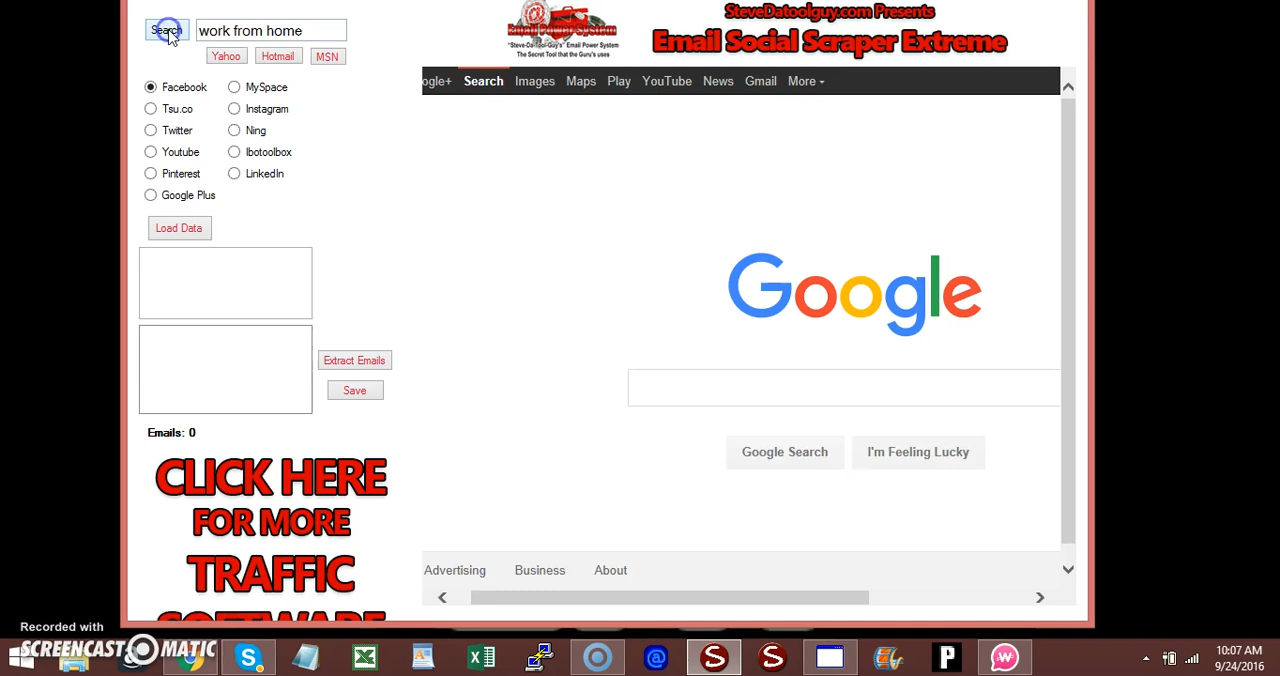 Search
work from home
Yahoo
Hotmail
MSN
Facebook
MySpace
Tsu.co
Instagram
Twitter
Ning
Youtube
Ibotoolbox
Pinterest
LinkedIn
Google Plus
Load Data
Extract Emails
Save
Emails: 0
CLICK HERE
FOR MORE
TRAFFIC
SOFTWARE
SteveDatoolguy.com Presents
Email Social Scraper Extreme
Email Power System
"Steve-Da-Tool-Guy's" Email Power System
The Secret Tool that the Guru's uses
ogle+ Search Images Maps Play YouTube News Gmail More
Google
Google Search
I'm Feeling Lucky
Advertising Business About
Recorded with
SCREENCAST MATIC
10:07 AM
9/24/2016